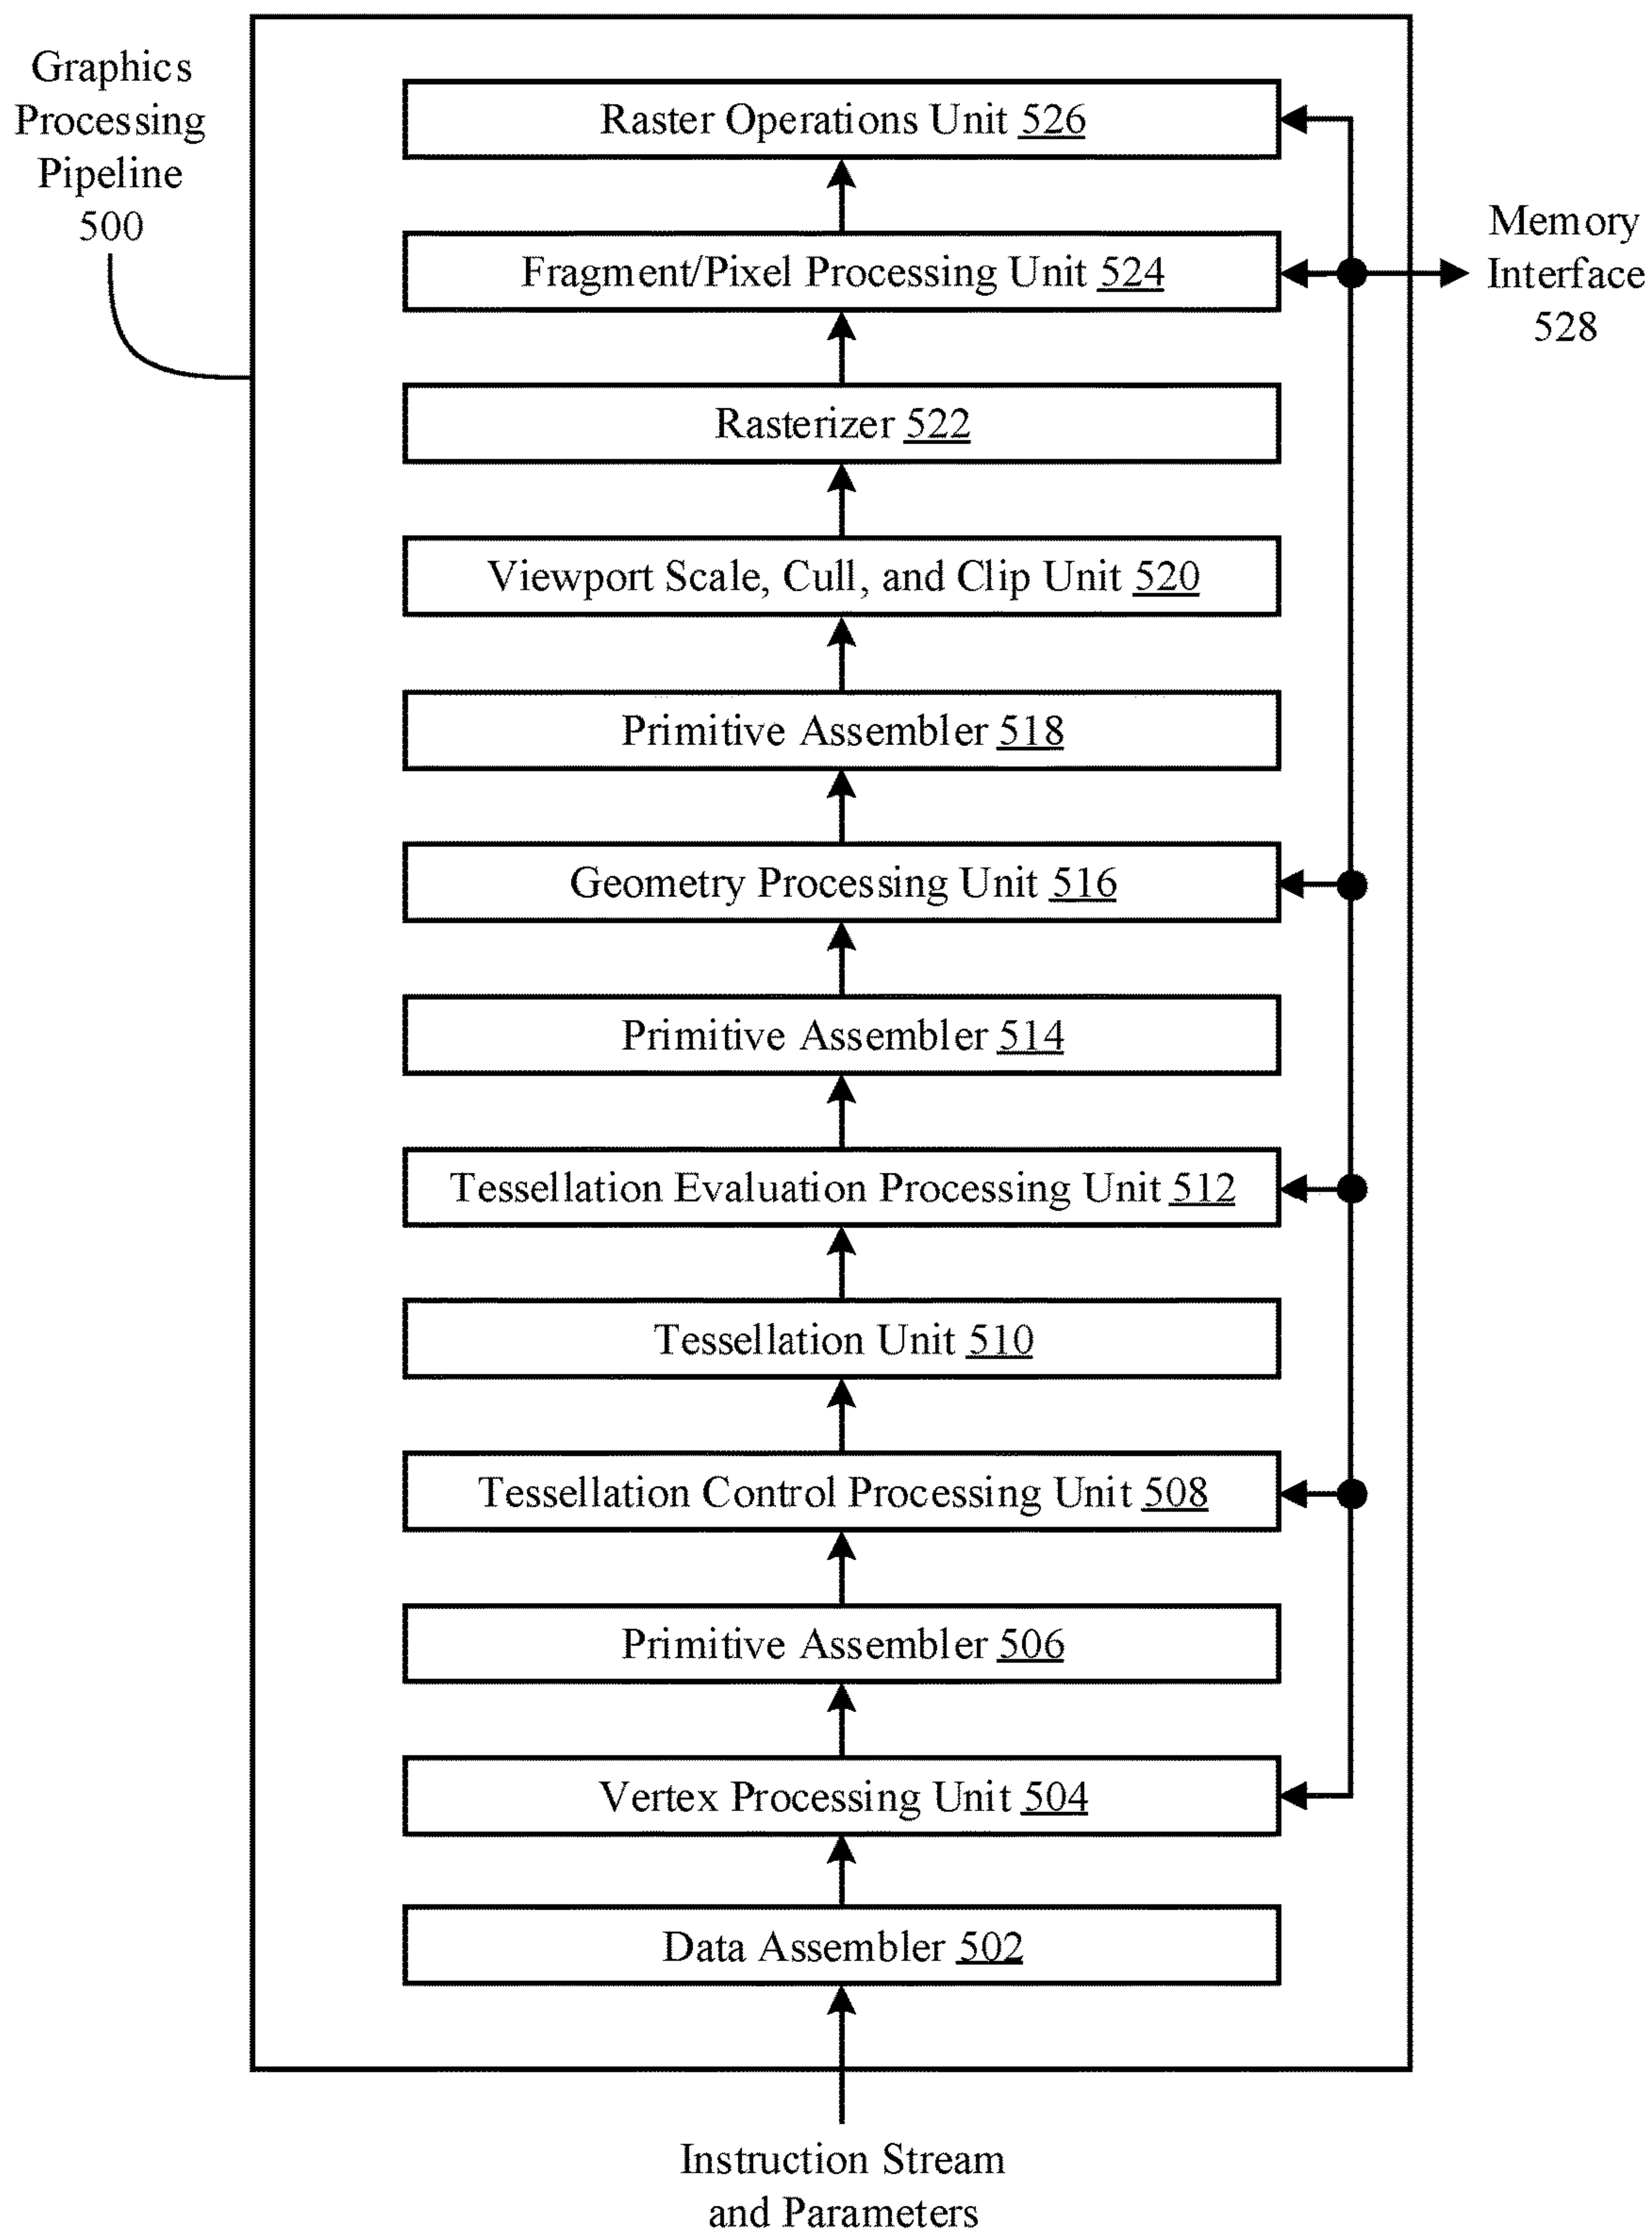 Graphics
Processing
Pipeline
500
Raster Operations Unit 526
Fragment/Pixel Processing Unit 524
Memory
Interface
528
Rasterizer 522
Viewport Scale, Cull, and Clip Unit 520
Primitive Assembler 518
Geometry Processing Unit 516
Primitive Assembler 514
Tessellation Evaluation Processing Unit 512
Tessellation Unit 510
Tessellation Control Processing Unit 508
Primitive Assembler 506
Vertex Processing Unit 504
Data Assembler 502
Instruction Stream
and Parameters